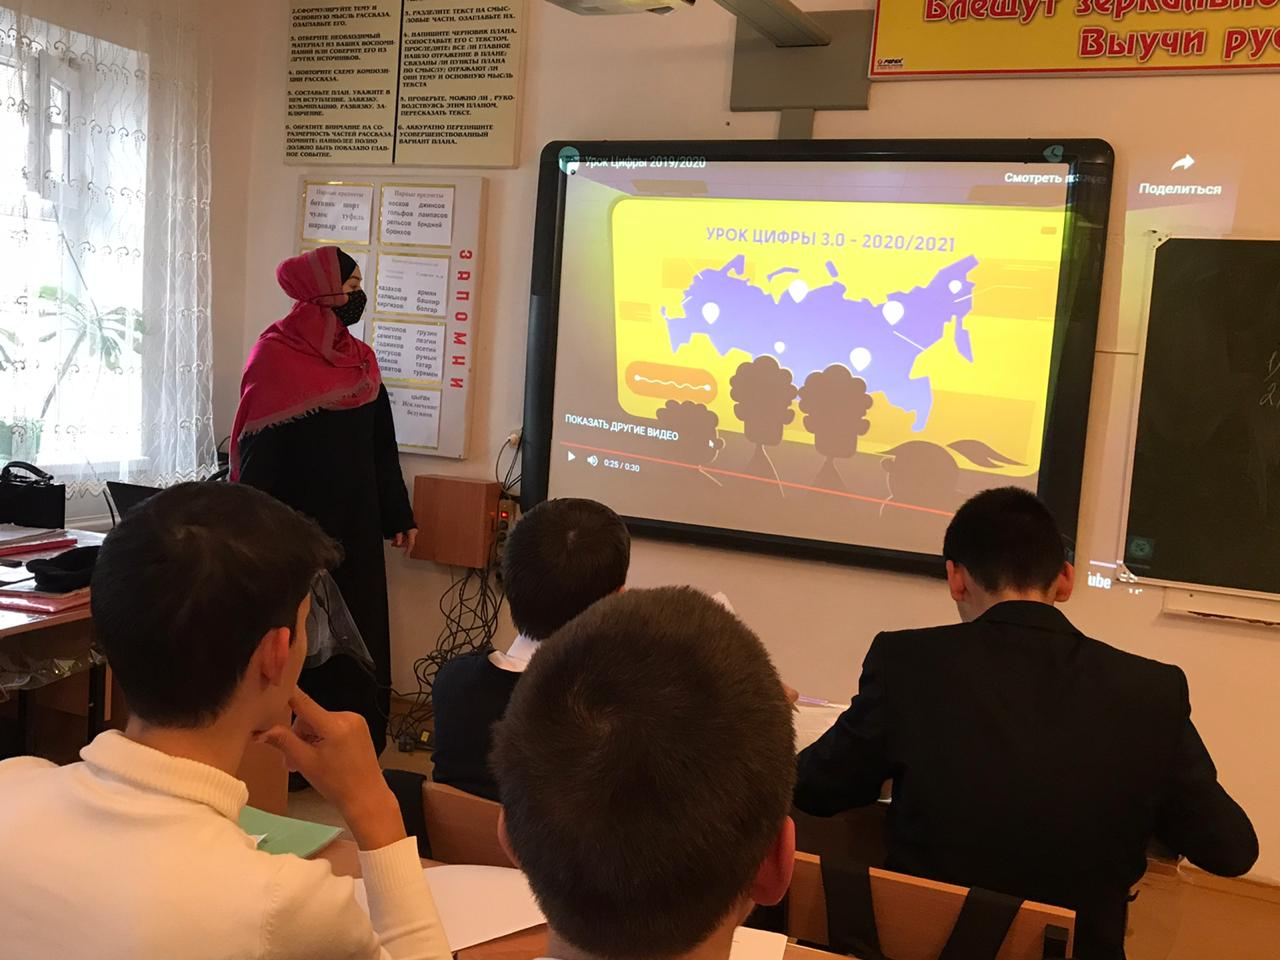 2.СФОРМУЛИРУЙТЕ ТЕМУ И
ОСНОВНУЮ МЫСЛЬ РАССКАЗА.
ОЗАГЛАВЬТЕ ЕГО.
3. ОТБЕРИТЕ НЕОБХОДИМЫЙ
МАТЕРИАЛ ИЗ ВАШИХ ВОСПОМИ-
НАНИЙ ИЛИ СОБЕРИТЕ ЕГО ИЗ
ДРУГИХ ИСТОЧНИКОВ.
4. ПОВТОРИТЕ СХЕМУ КОМПОЗИ-
ЦИИ РАССКАЗА.
5. СОСТАВЬТЕ ПЛАН. УКАЖИТЕ В
НЕМ ВСТУПЛЕНИЕ, ЗАВЯЗКУ,
КУЛЬМИНАЦИЮ, РАЗВЯЗКУ, ЗА-
КЛЮЧЕНИЕ.
6. ОБРАТИТЕ ВНИМАНИЕ НА СО-
РАЗМЕРНОСТЬ ЧАСТЕЙ РАССКАЗА.
ПОМНИТЕ: НАИБОЛЕЕ ПОЛНО
ДОЛЖНО БЫТЬ ПОКАЗАНО ГЛАВ-
НОЕ СОБЫТИЕ.
3. РАЗДЕЛИТЕ ТЕКСТ НА СМЫС-
ЛОВЫЕ ЧАСТИ, ОЗАГЛАВЬТЕ ИХ.
4. НАПИШИТЕ ЧЕРНОВИК ПЛАНА.
СОПОСТАВЬТЕ ЕГО С ТЕКСТОМ.
ПРОСЛЕДИТЕ: ВСЕ ЛИ ГЛАВНОЕ
НАШЛО ОТРАЖЕНИЕ В ПЛАНЕ;
СВЯЗАНЫ ЛИ ПУНКТЫ ПЛАНА
ПО СМЫСЛУ; ОТРАЖАЮТ ЛИ
ОНИ ТЕМУ И ОСНОВНУЮ МЫСЛЬ
ТЕКСТА
5. ПРОВЕРЬТЕ, МОЖНО ЛИ, РУКО-
ВОДСТВУЯСЬ ЭТИМ ПЛАНОМ,
ПЕРЕСКАЗАТЬ ТЕКСТ.
6. АККУРАТНО ПЕРЕПИШИТЕ
УСОВЕРШЕНСТВОВАННЫЙ
ВАРИАНТ ПЛАНА.
Блещут
Выучи
Парные предметы
ботинок шорт
чулок туфель
шаровар сапог
Парные предметы
носков джинсов
гольфов лампасов
рельсов бриджей
бронхов
казахов армян
калмыков башкир
киргизов болгар
монголов грузин
семитов лезгин
таджиков осетин
тунгусов румын
узбеков татар
хорватов туркмен
цыган
Исключение:
бедуинов
ЗАПОМНИ
Урок Цифры 2019/2020
Смотреть
Поделиться
УРОК ЦИФРЫ 3.0 - 2020/2021
ПОКАЗАТЬ ДРУГИЕ ВИДЕО
0:25 / 0:30
ube